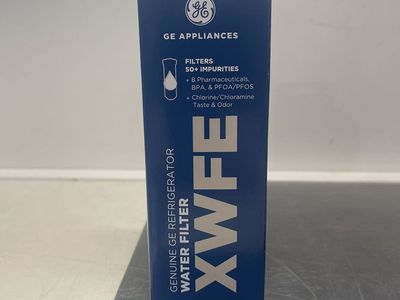 GE
GE APPLIANCES
FILTERS
50+ IMPURITIES
+ 8 Pharmaceuticals,
BPA, & PFOA/PFOS
+ Chlorine/Chloramine
Taste & Odor
GENUINE GE REFRIGERATOR
WATER FILTER
XWFE